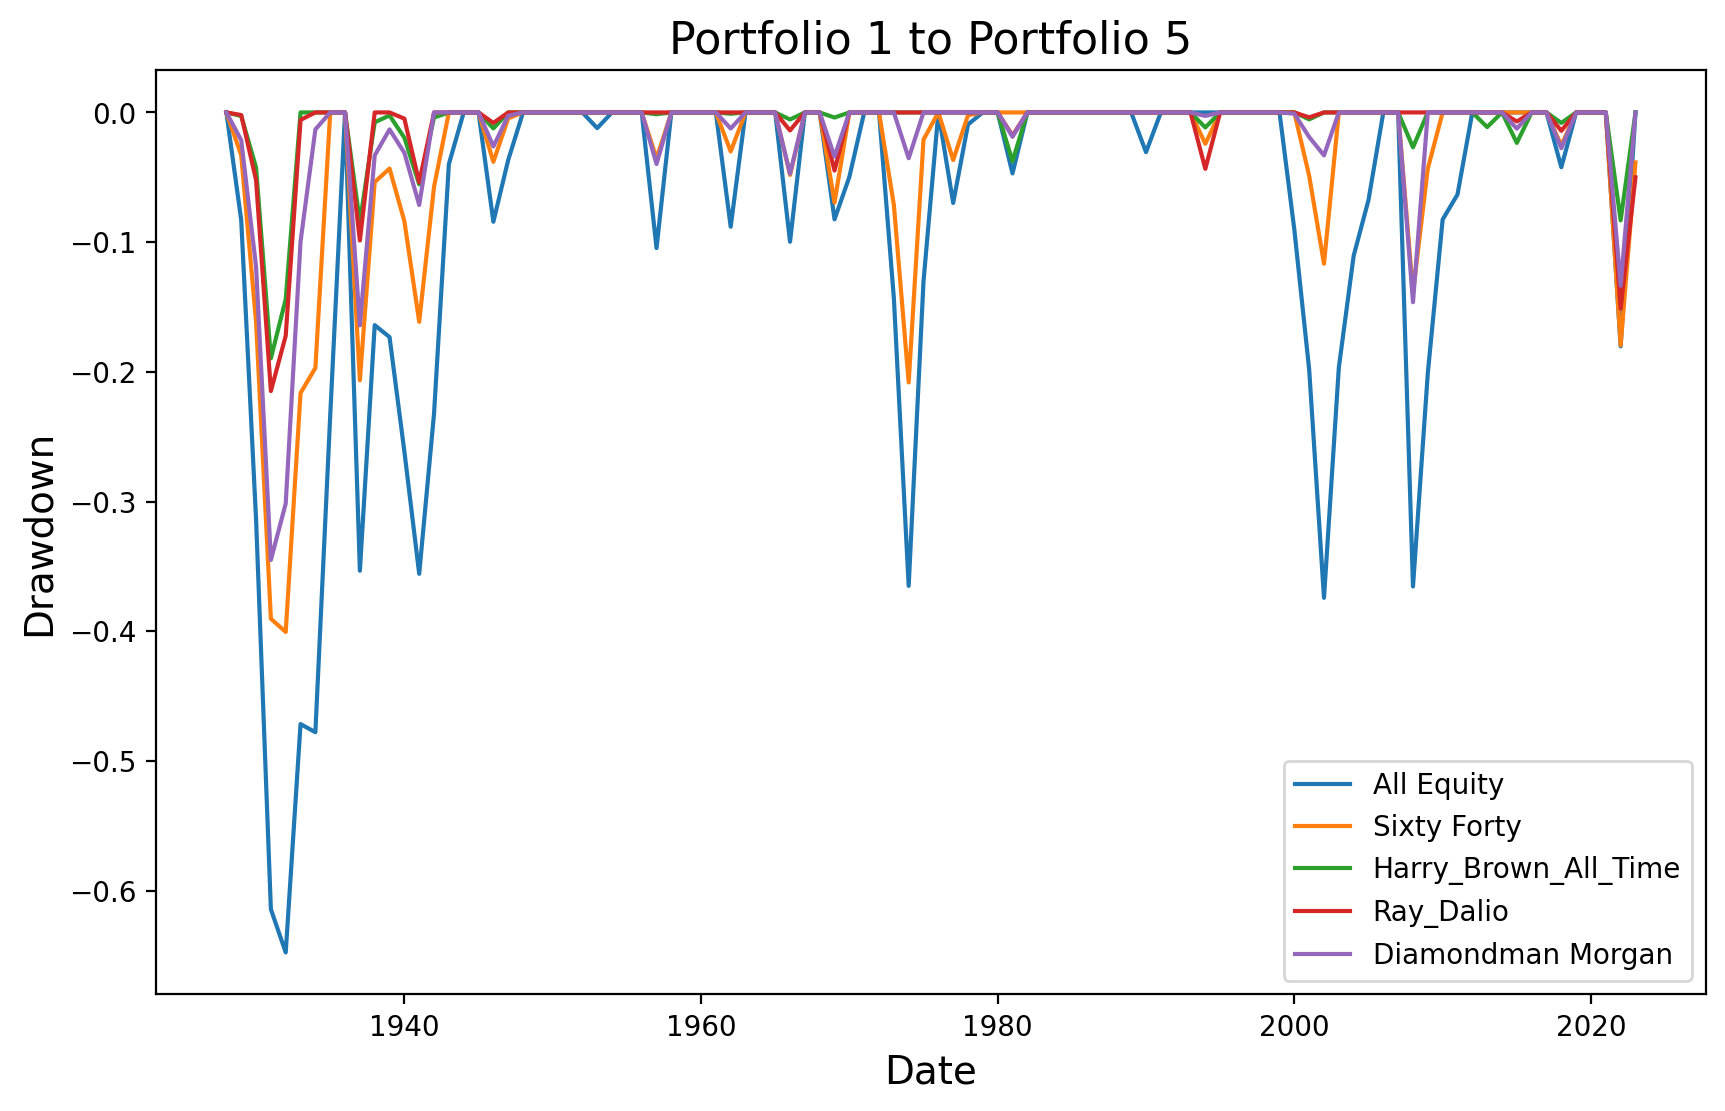 Portfolio 1 to Portfolio 5
0.0
−0.1
−0.2
−0.3
−0.4
−0.5
−0.6
Drawdown
1940
1960
1980
2000
2020
Date
All Equity
Sixty Forty
Harry_Brown_All_Time
Ray_Dalio
Diamondman Morgan